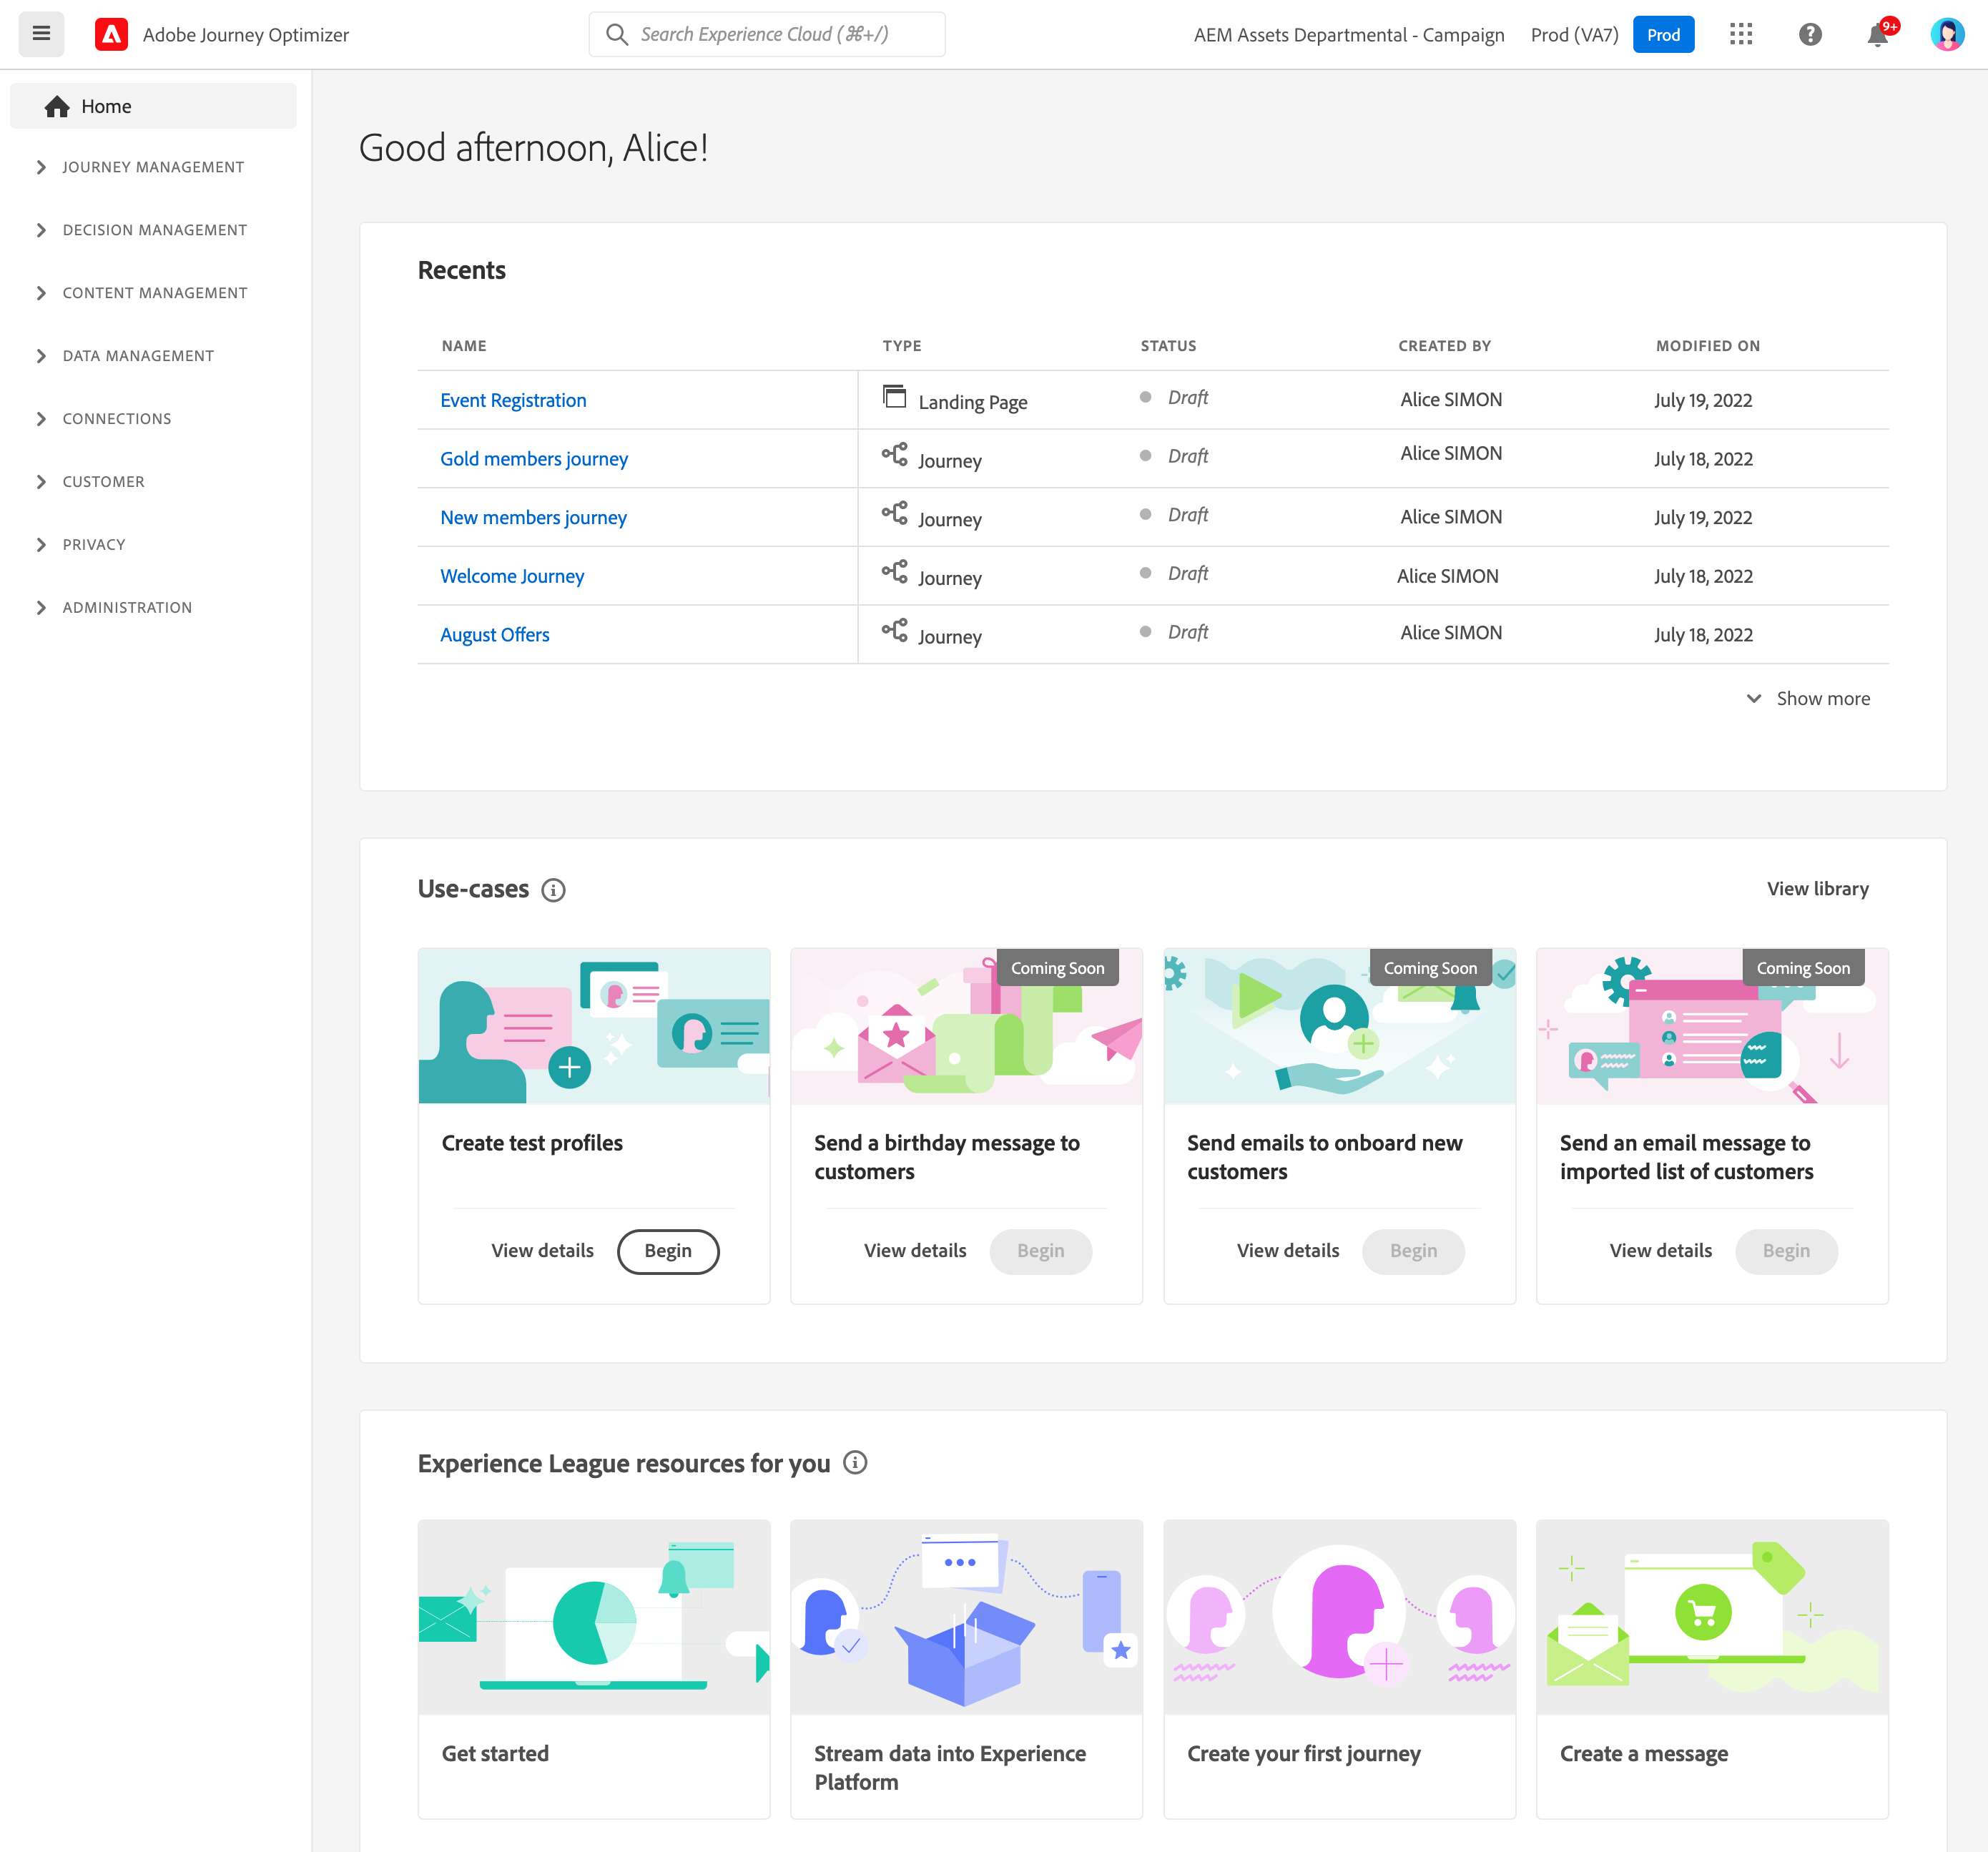 Adobe Journey Optimizer
Search Experience Cloud (⌘+/)
AEM Assets Departmental - Campaign
Prod (VA7)
Prod
9+
Home
JOURNEY MANAGEMENT
DECISION MANAGEMENT
CONTENT MANAGEMENT
DATA MANAGEMENT
CONNECTIONS
CUSTOMER
PRIVACY
ADMINISTRATION
Good afternoon, Alice!
Recents
NAME TYPE STATUS CREATED BY MODIFIED ON
Event Registration Landing Page Draft Alice SIMON July 19, 2022
Gold members journey Journey Draft Alice SIMON July 18, 2022
New members journey Journey Draft Alice SIMON July 19, 2022
Welcome Journey Journey Draft Alice SIMON July 18, 2022
August Offers Journey Draft Alice SIMON July 18, 2022
Show more
Use-cases
View library
Create test profiles
View details Begin
Coming Soon
Send a birthday message to
customers
View details Begin
Coming Soon
Send emails to onboard new
customers
View details Begin
Coming Soon
Send an email message to
imported list of customers
View details Begin
Experience League resources for you
Get started
Stream data into Experience
Platform
Create your first journey
Create a message